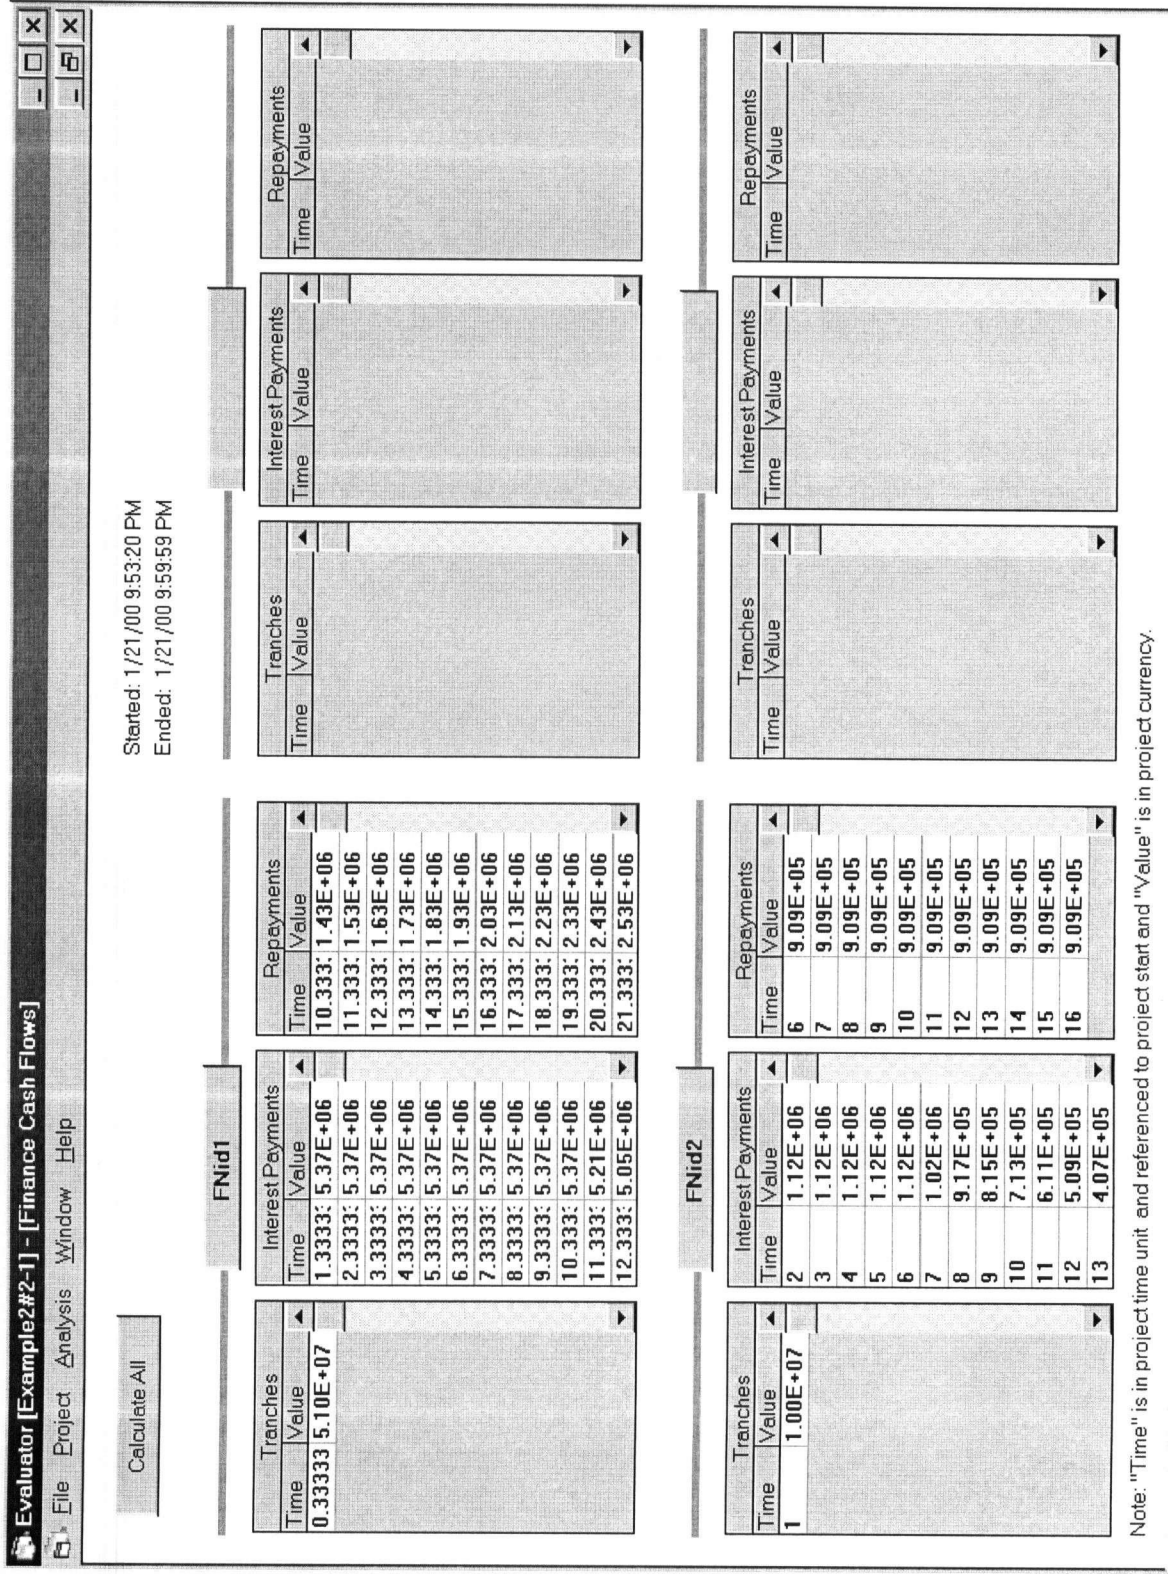 Evaluator [Example2#2-1] - [Finance Cash Flows]
File Project Analysis Window Help
Calculate All
Started: 1/21/00 9:53:20 PM
Ended: 1/21/00 9:59:59 PM
FNid1
Tranches
Time Value
0.33333 5.10E+07
Interest Payments
Time Value
1.3333: 5.37E+06
2.3333: 5.37E+06
3.3333: 5.37E+06
4.3333: 5.37E+06
5.3333: 5.37E+06
6.3333: 5.37E+06
7.3333: 5.37E+06
8.3333: 5.37E+06
9.3333: 5.37E+06
10.333: 5.37E+06
11.333: 5.21E+06
12.333: 5.05E+06
Repayments
Time Value
10.333: 1.43E+06
11.333: 1.53E+06
12.333: 1.63E+06
13.333: 1.73E+06
14.333: 1.83E+06
15.333: 1.93E+06
16.333: 2.03E+06
17.333: 2.13E+06
18.333: 2.23E+06
19.333: 2.33E+06
20.333: 2.43E+06
21.333: 2.53E+06
Tranches
Time Value
Interest Payments
Time Value
Repayments
Time Value
FNid2
Tranches
Time Value
1 1.00E+07
Interest Payments
Time Value
2 1.12E+06
3 1.12E+06
4 1.12E+06
5 1.12E+06
6 1.12E+06
7 1.02E+06
8 9.17E+05
9 8.15E+05
10 7.13E+05
11 6.11E+05
12 5.09E+05
13 4.07E+05
Repayments
Time Value
6 9.09E+05
7 9.09E+05
8 9.09E+05
9 9.09E+05
10 9.09E+05
11 9.09E+05
12 9.09E+05
13 9.09E+05
14 9.09E+05
15 9.09E+05
16 9.09E+05
Tranches
Time Value
Interest Payments
Time Value
Repayments
Time Value
Note: "Time" is in project time unit and referenced to project start and "Value" is in project currency.